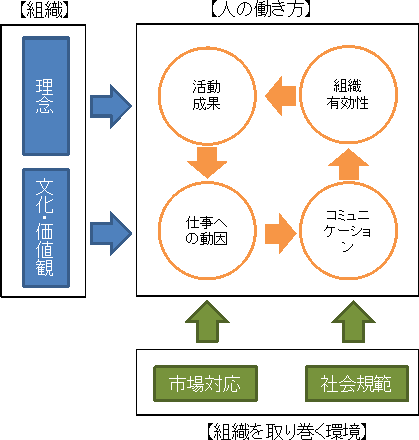 【組織】
【人の働き方】
理念
文化・価値観
活動
成果
組織
有効性
仕事へ
の動因
コミュニ
ケーショ
ン
市場対応
社会規範
【組織を取り巻く環境】